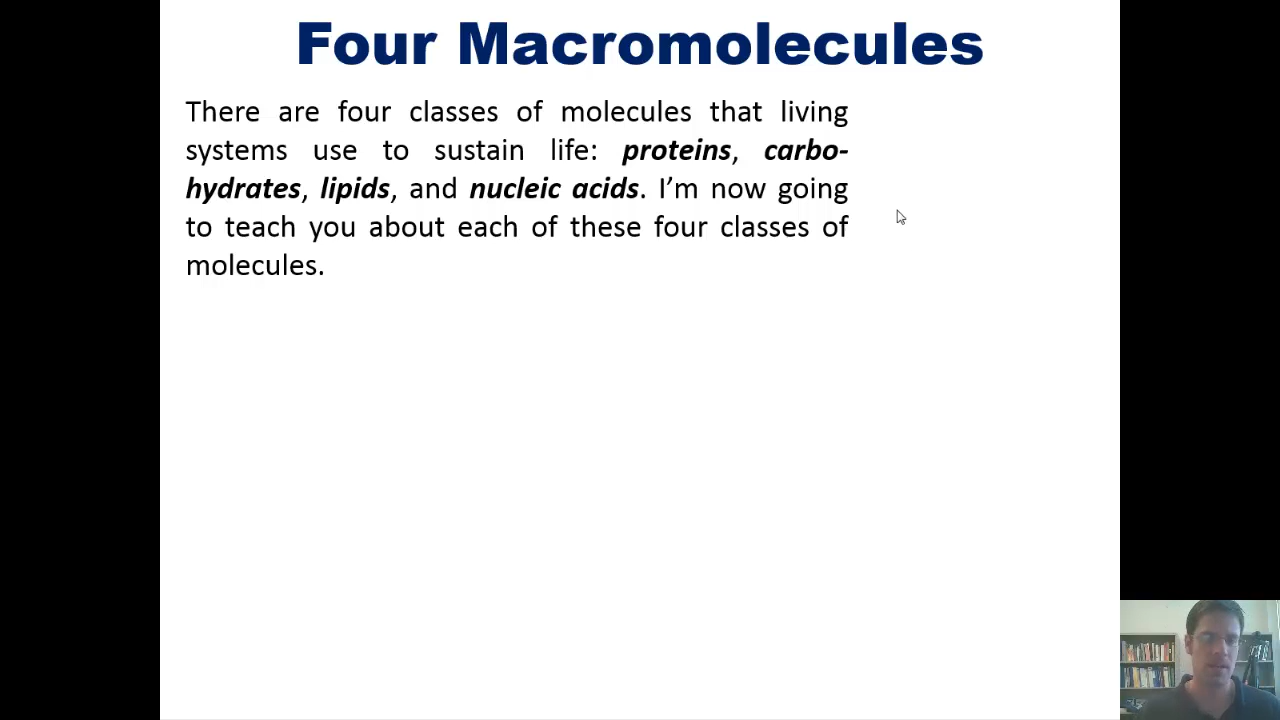 Four Macromolecules
There are four classes of molecules that living
systems use to sustain life: proteins, carbo-
hydrates, lipids, and nucleic acids. I’m now going
to teach you about each of these four classes of
molecules.